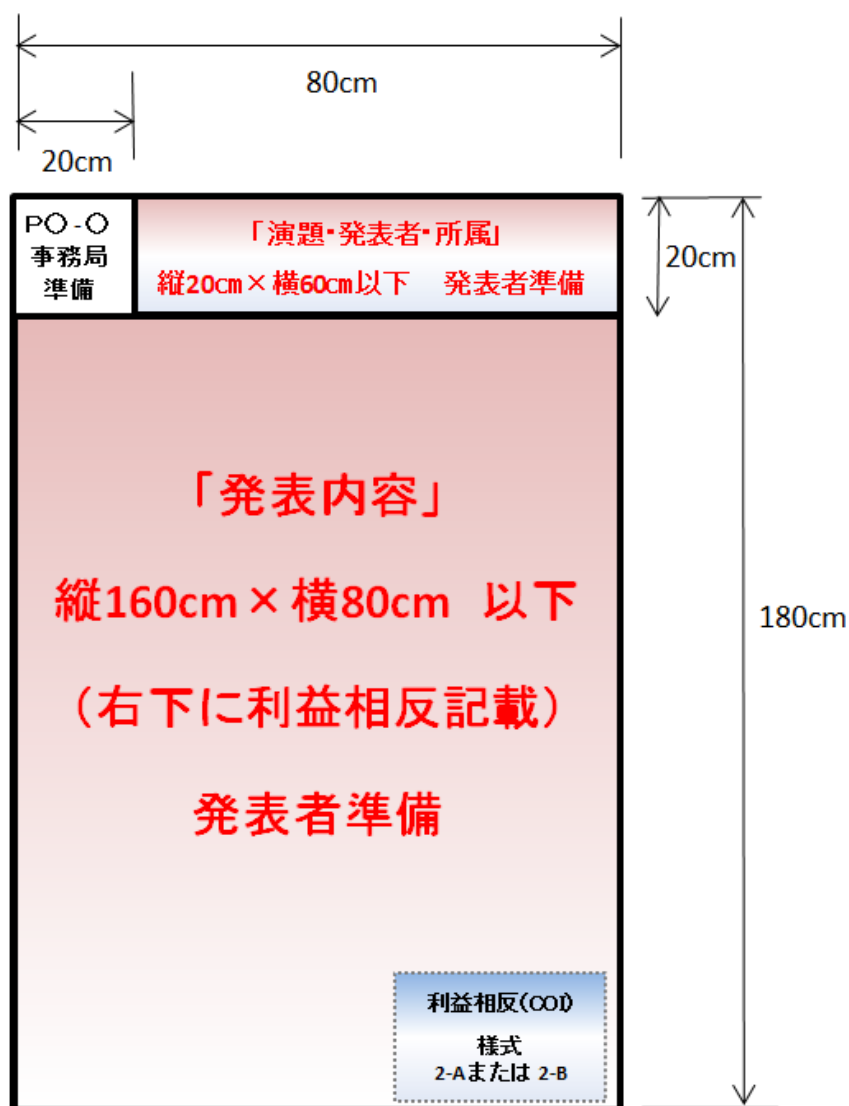 80cm
20cm
PO-O
事務局
準備
「演題・発表者・所属」
縦20cm×横60cm以下　発表者準備
20cm
「発表内容」
縦160cm×横80cm 以下
（右下に利益相反記載）
発表者準備
180cm
利益相反(COI)
様式
2-Aまたは 2-B